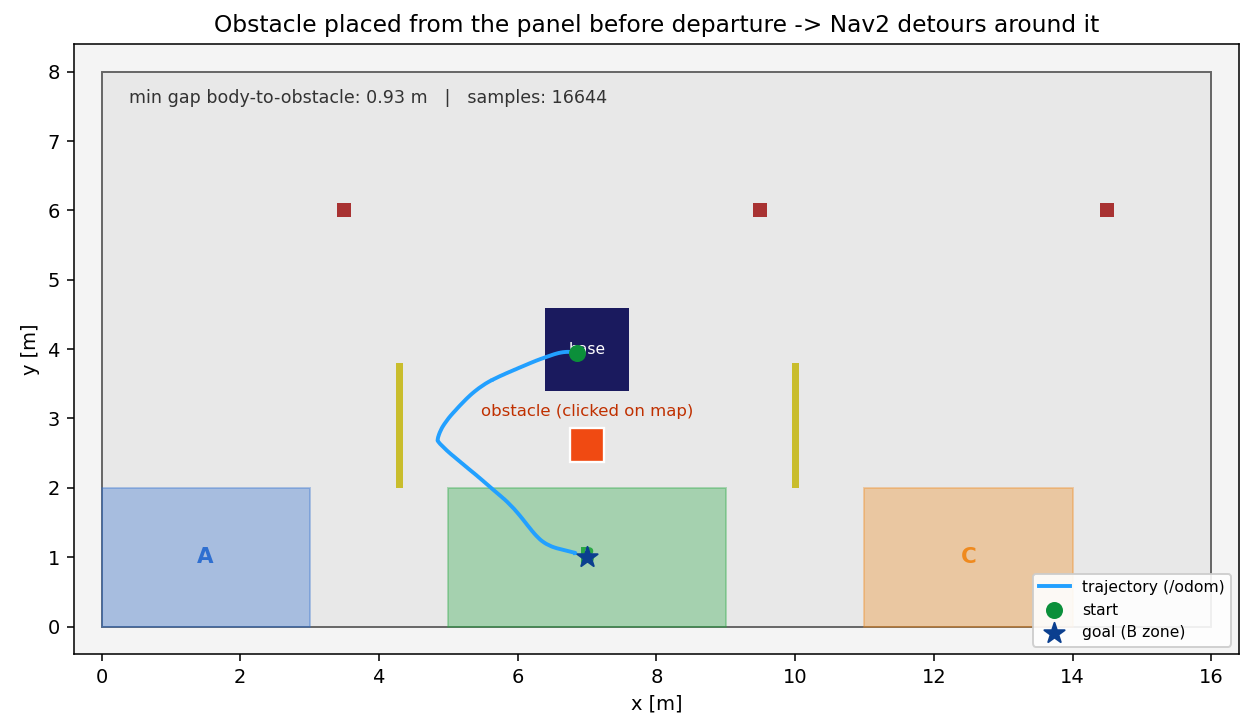 Obstacle placed from the panel before departure -> Nav2 detours around it
min gap body-to-obstacle: 0.93 m | samples: 16644
y [m]
8
7
6
5
4
3
2
1
0
base
obstacle (clicked on map)
A
C
trajectory (/odom)
start
goal (B zone)
0
2
4
6
8
10
12
14
16
x [m]